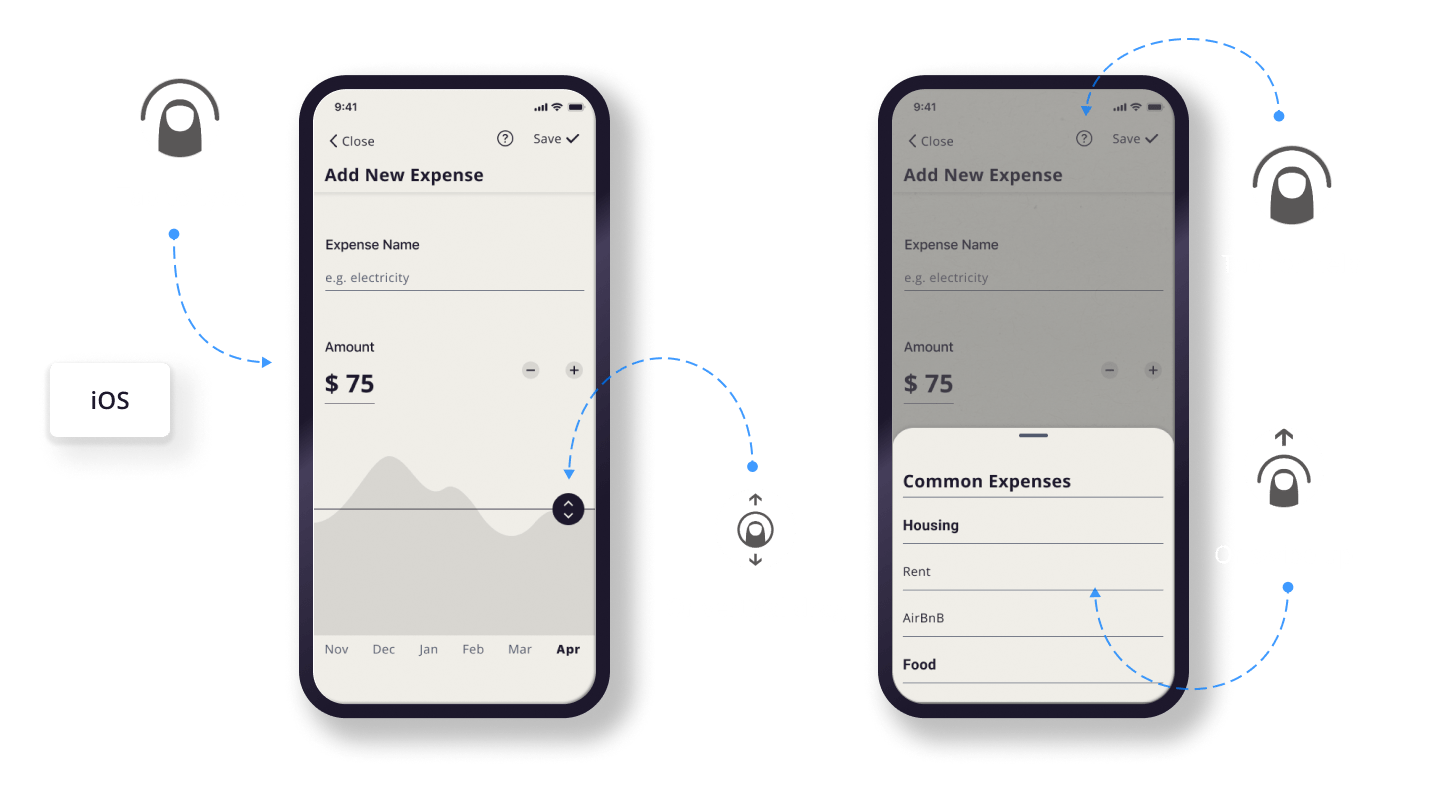 iOS
9:41
Close
Save
Add New Expense
Expense Name
e.g. electricity
Amount
$ 75
Nov Dec Jan Feb Mar Apr
9:41
Close
Save
Add New Expense
Expense Name
e.g. electricity
Amount
$ 75
Common Expenses
Housing
Rent
AirBnB
Food